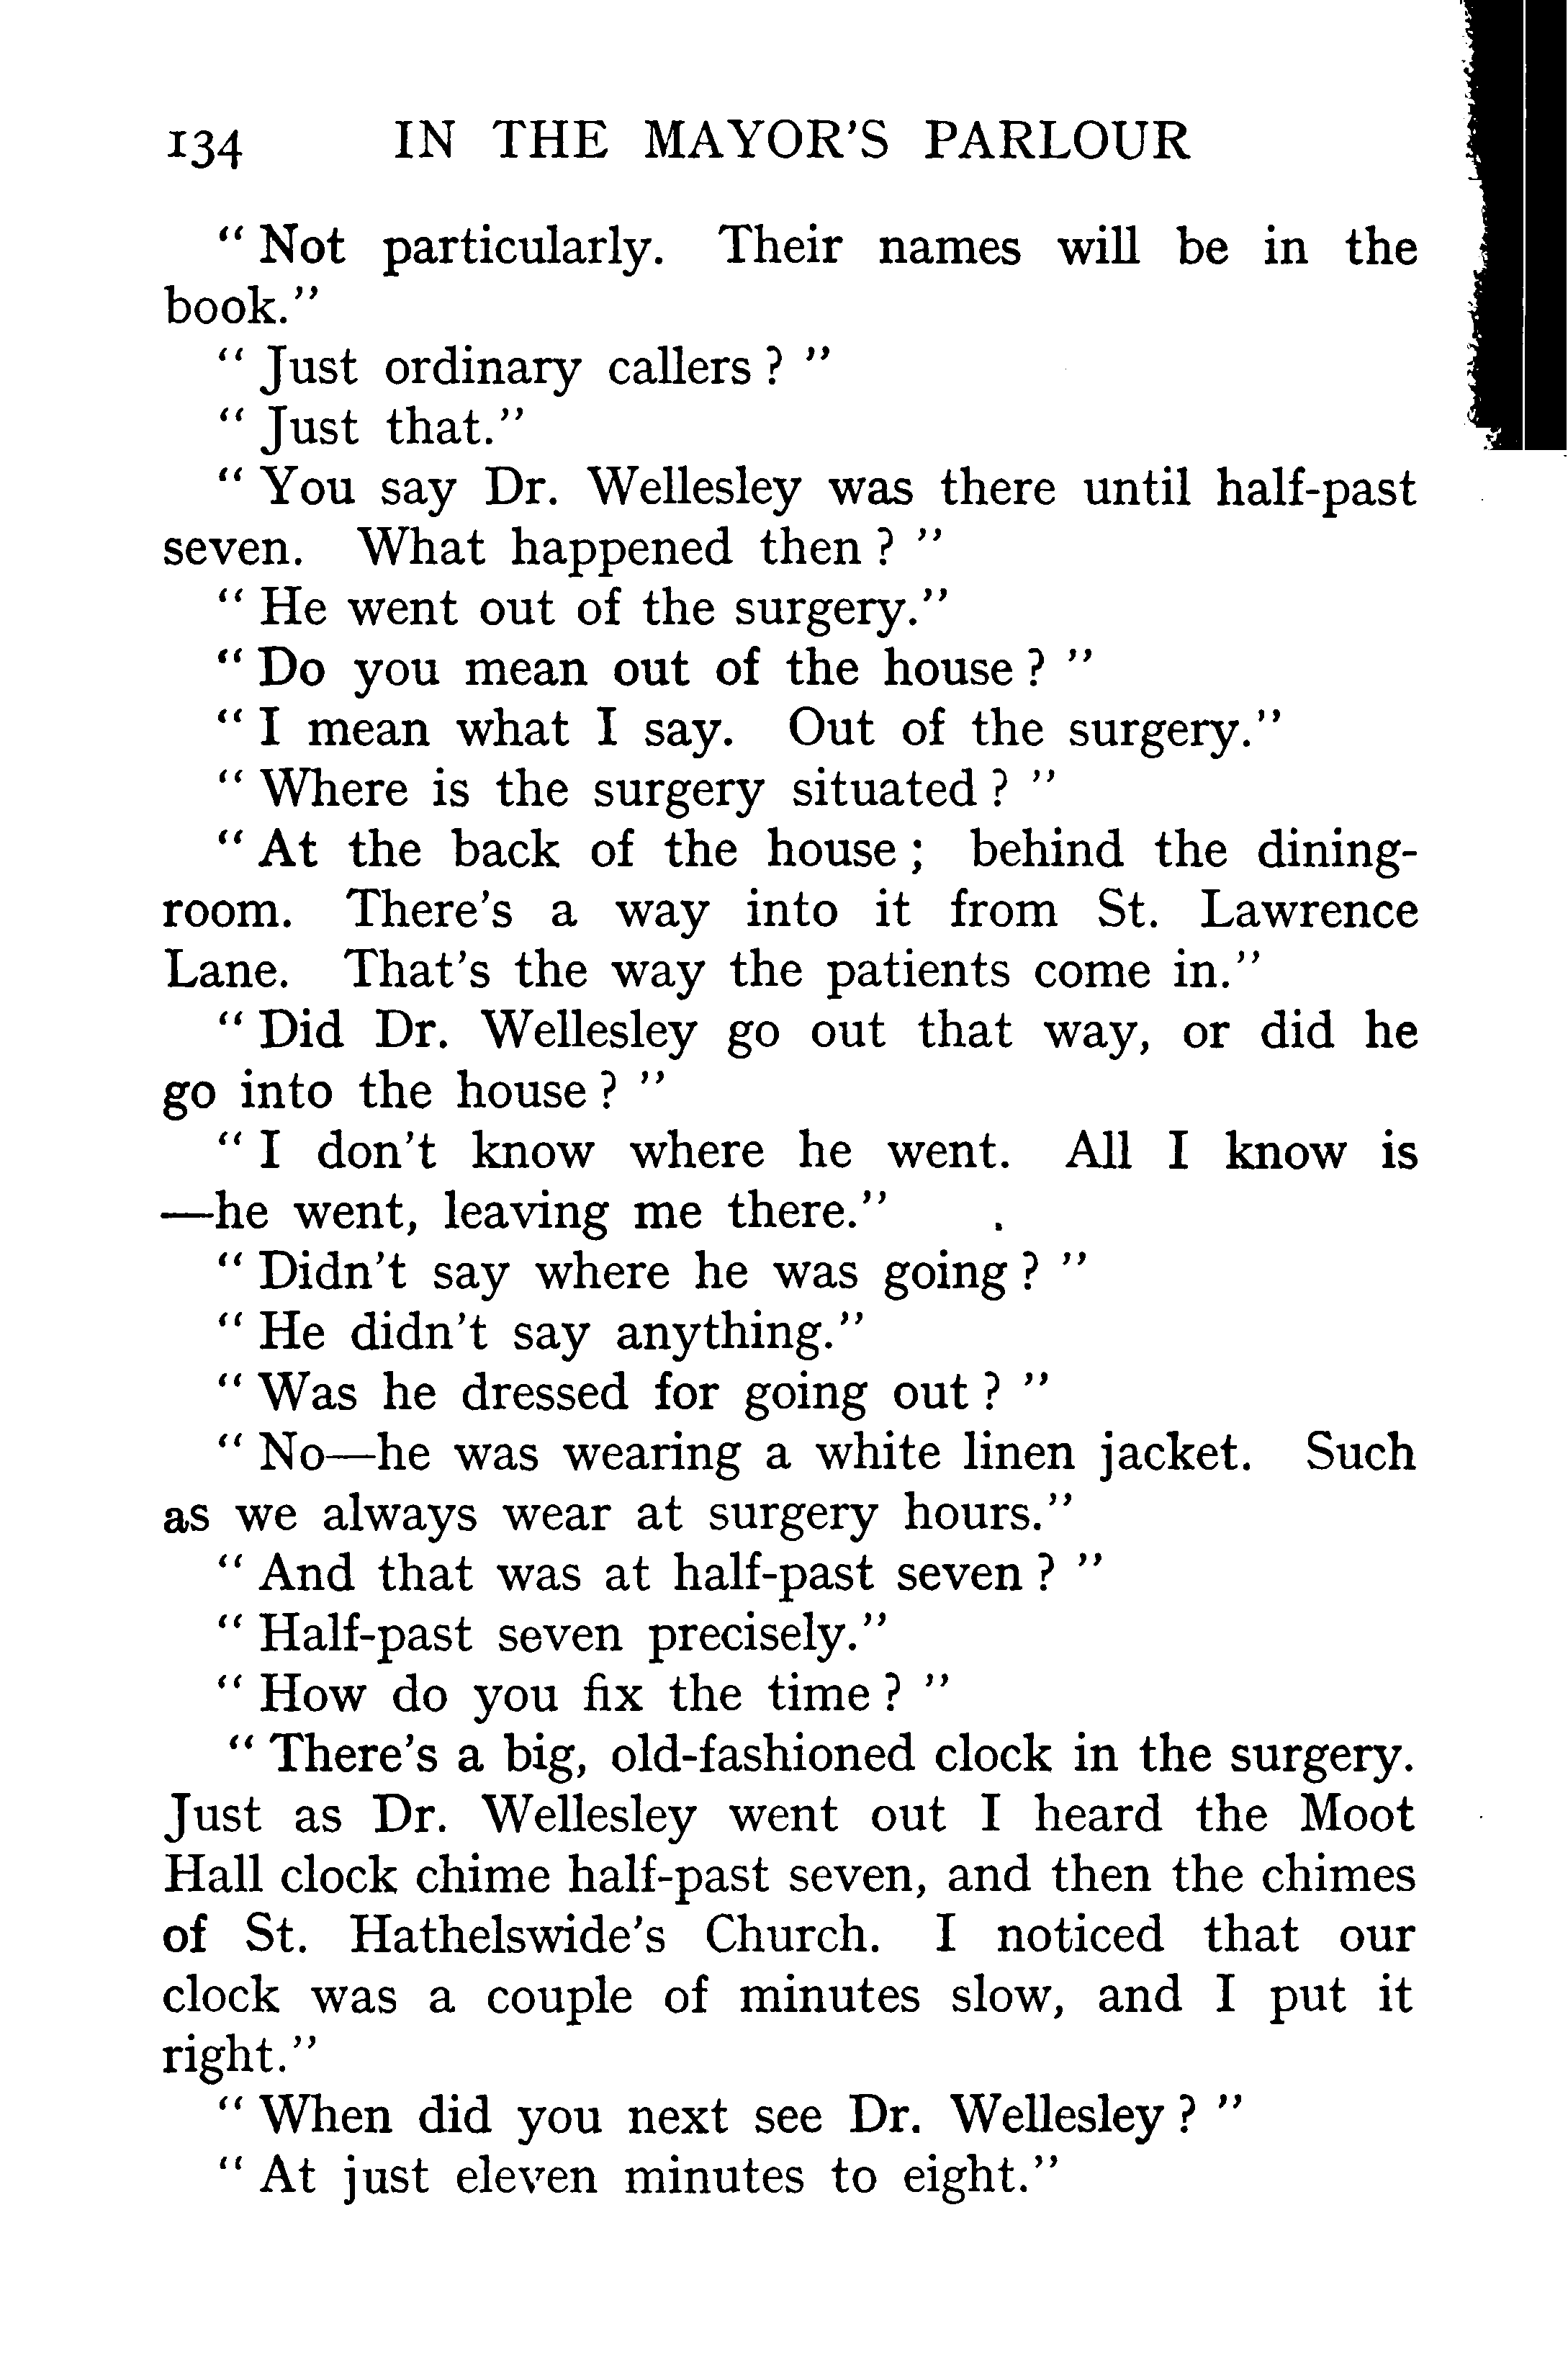 134 IN THE MAYOR'S PARLOUR
" Not particularly. Their names will be in the
book."
" Just ordinary callers ? "
" Just that."
" You say Dr. Wellesley was there until half-past
seven. What happened then ? "
" He went out of the surgery."
" Do you mean out of the house ? "
" I mean what I say. Out of the surgery."
" Where is the surgery situated ? "
" At the back of the house ; behind the dining-
room. There's a way into it from St. Lawrence
Lane. That's the way the patients come in."
" Did Dr. Wellesley go out that way, or did he
go into the house ? "
" I don't know where he went. All I know is
—he went, leaving me there."
" Didn't say where he was going ? "
" He didn't say anything."
" Was he dressed for going out ? "
" No—he was wearing a white linen jacket. Such
as we always wear at surgery hours."
" And that was at half-past seven ? "
" Half-past seven precisely."
" How do you fix the time ? "
" There's a big, old-fashioned clock in the surgery.
Just as Dr. Wellesley went out I heard the Moot
Hall clock chime half-past seven, and then the chimes
of St. Hathelswide's Church. I noticed that our
clock was a couple of minutes slow, and I put it
right."
" When did you next see Dr. Wellesley ? "
" At just eleven minutes to eight."